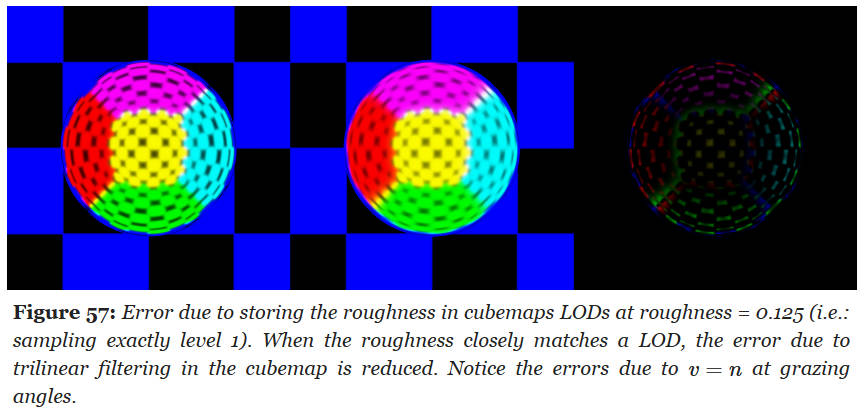 Figure 57: Error due to storing the roughness in cubemaps LODs at roughness = 0.125 (i.e.:
sampling exactly level 1). When the roughness closely matches a LOD, the error due to
trilinear filtering in the cubemap is reduced. Notice the errors due to v = n at grazing
angles.